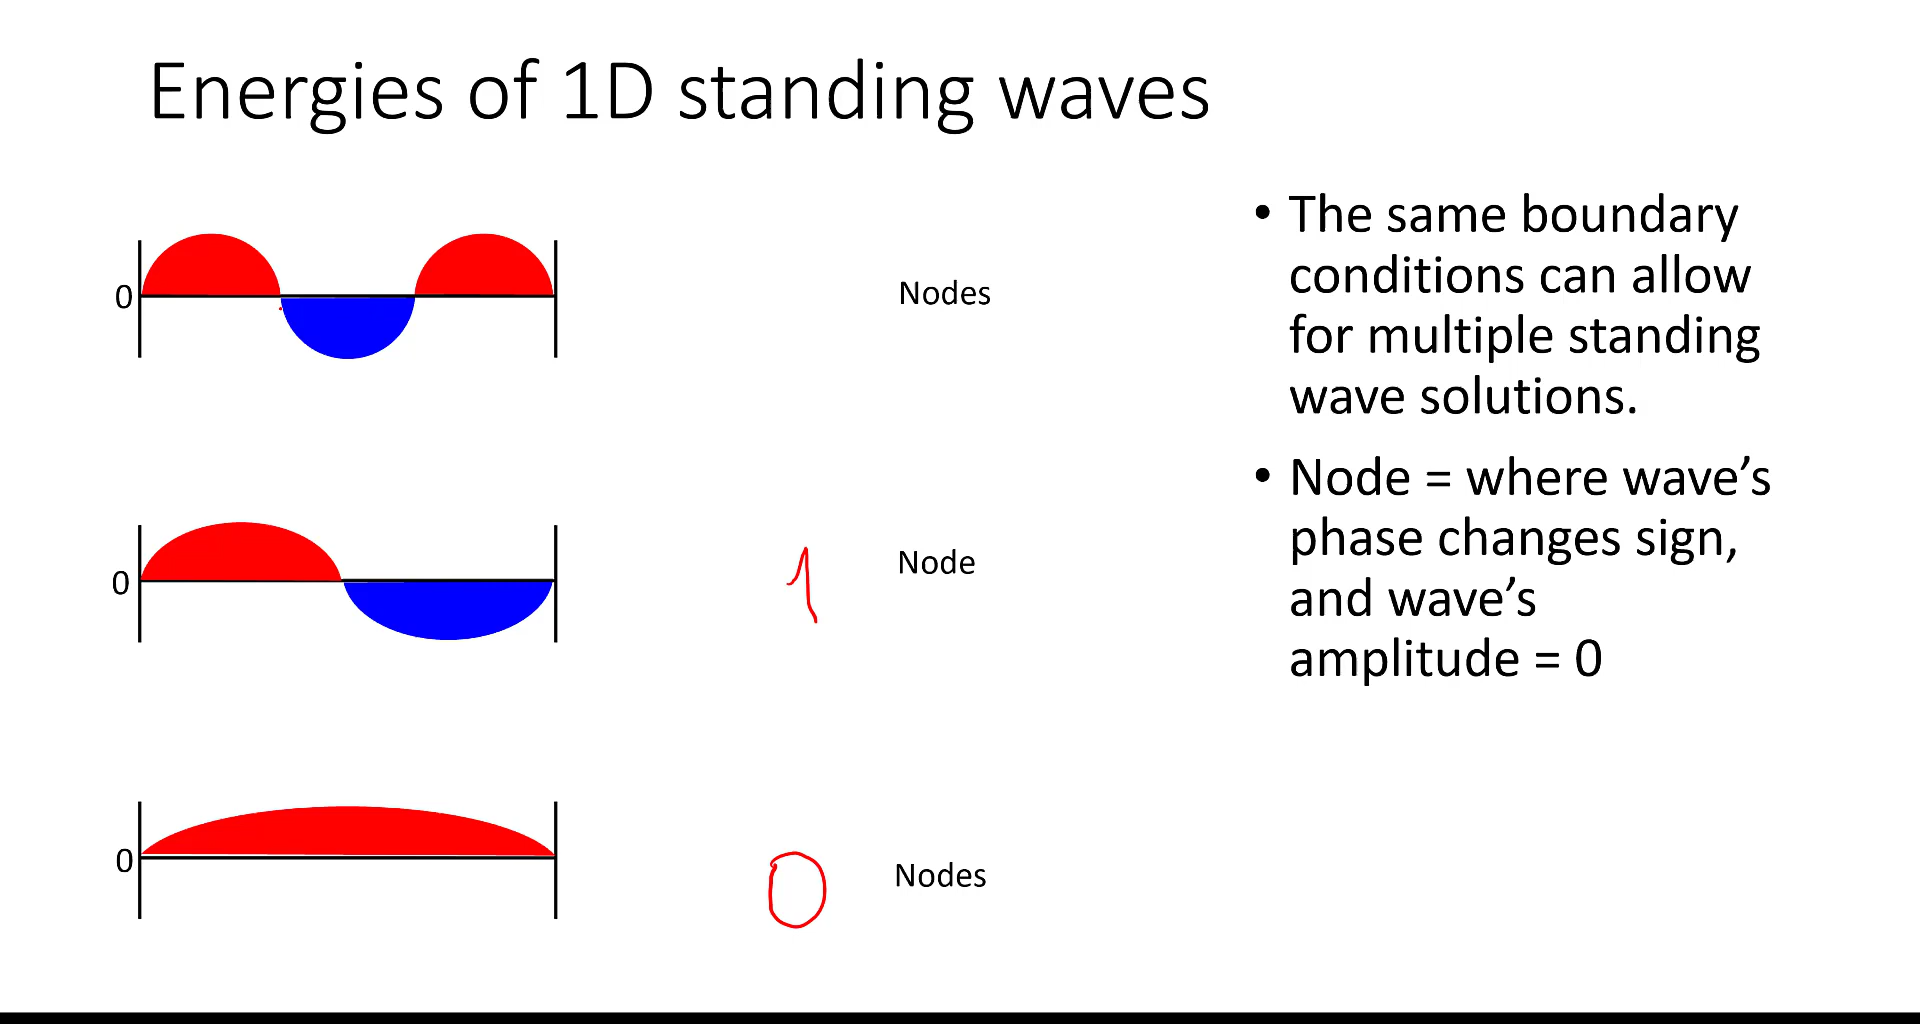 Energies of 1D standing waves
0
Nodes
0
1
Node
0
0
Nodes
• The same boundary
conditions can allow
for multiple standing
wave solutions.
• Node = where wave's
phase changes sign,
and wave's
amplitude = 0